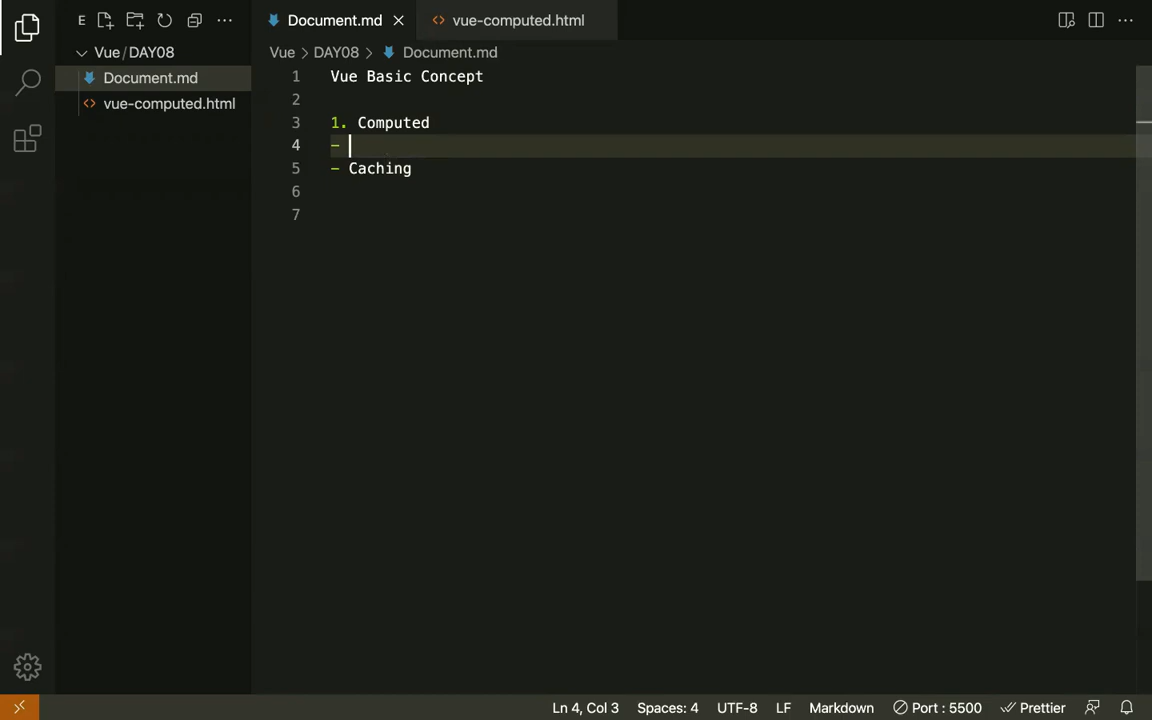 E
Document.md
vue-computed.html
Vue / DAY08
Vue > DAY08 > Document.md
Document.md
vue-computed.html
1 Vue Basic Concept
2
3 1. Computed
4 -
5 - Caching
6
7
Ln 4, Col 3 Spaces: 4 UTF-8 LF Markdown Port : 5500 Prettier